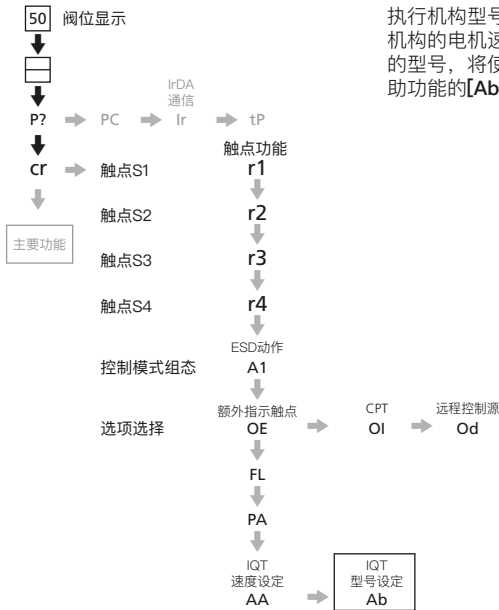 50 阀位显示
执行机构型号
机构的电机速
的型号，将使
助功能的[Ab
IrDA
通信
P? PC Ir tP
触点功能
cr 触点S1 r1
主要功能
触点S2 r2
触点S3 r3
触点S4 r4
ESD动作
控制模式组态 A1
额外指示触点 CPT 远程控制源
选项选择 OE OI Od
FL
PA
IQT IQT
速度设定 型号设定
AA Ab